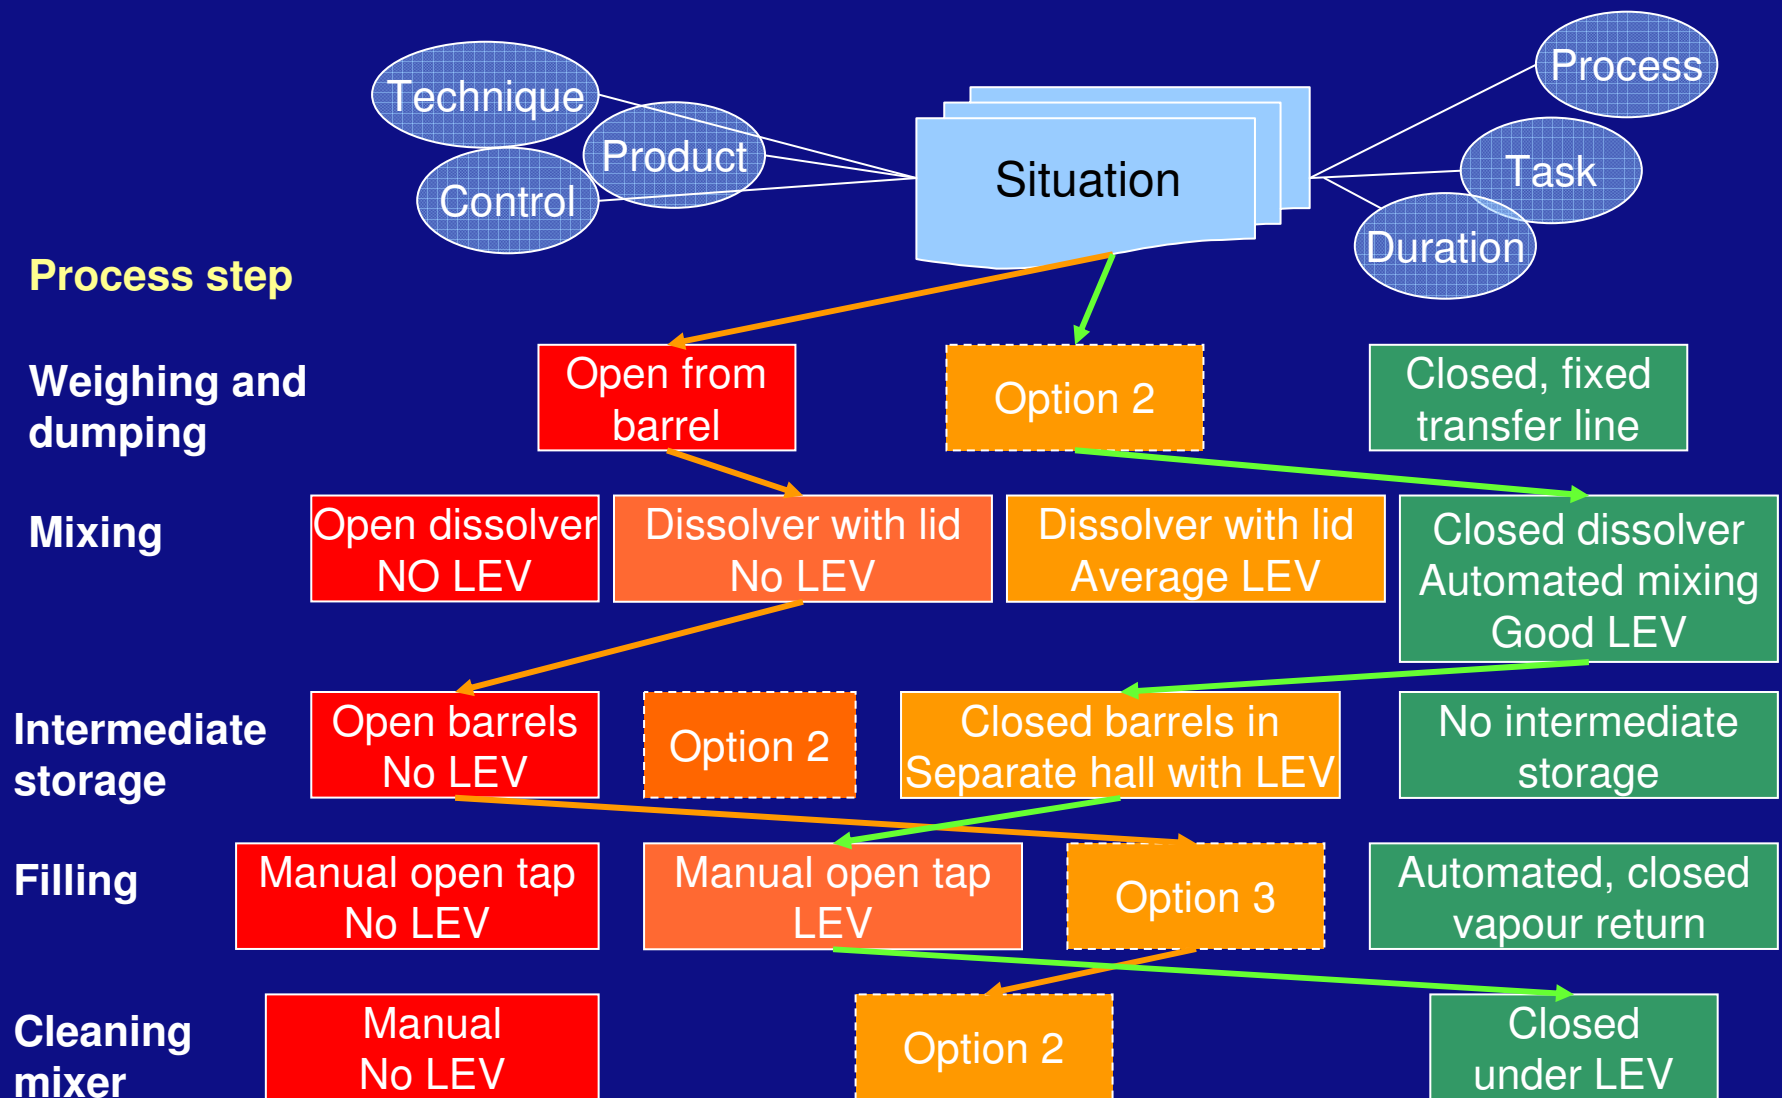 Technique
Product
Control
Situation
Process
Task
Duration
Process step
Weighing and
dumping
Open from
barrel
Option 2
Closed, fixed
transfer line
Mixing
Open dissolver
NO LEV
Dissolver with lid
No LEV
Dissolver with lid
Average LEV
Closed dissolver
Automated mixing
Good LEV
Intermediate
storage
Open barrels
No LEV
Option 2
Closed barrels in
Separate hall with LEV
No intermediate
storage
Filling
Manual open tap
No LEV
Manual open tap
LEV
Option 3
Automated, closed
vapour return
Cleaning
mixer
Manual
No LEV
Option 2
Closed
under LEV